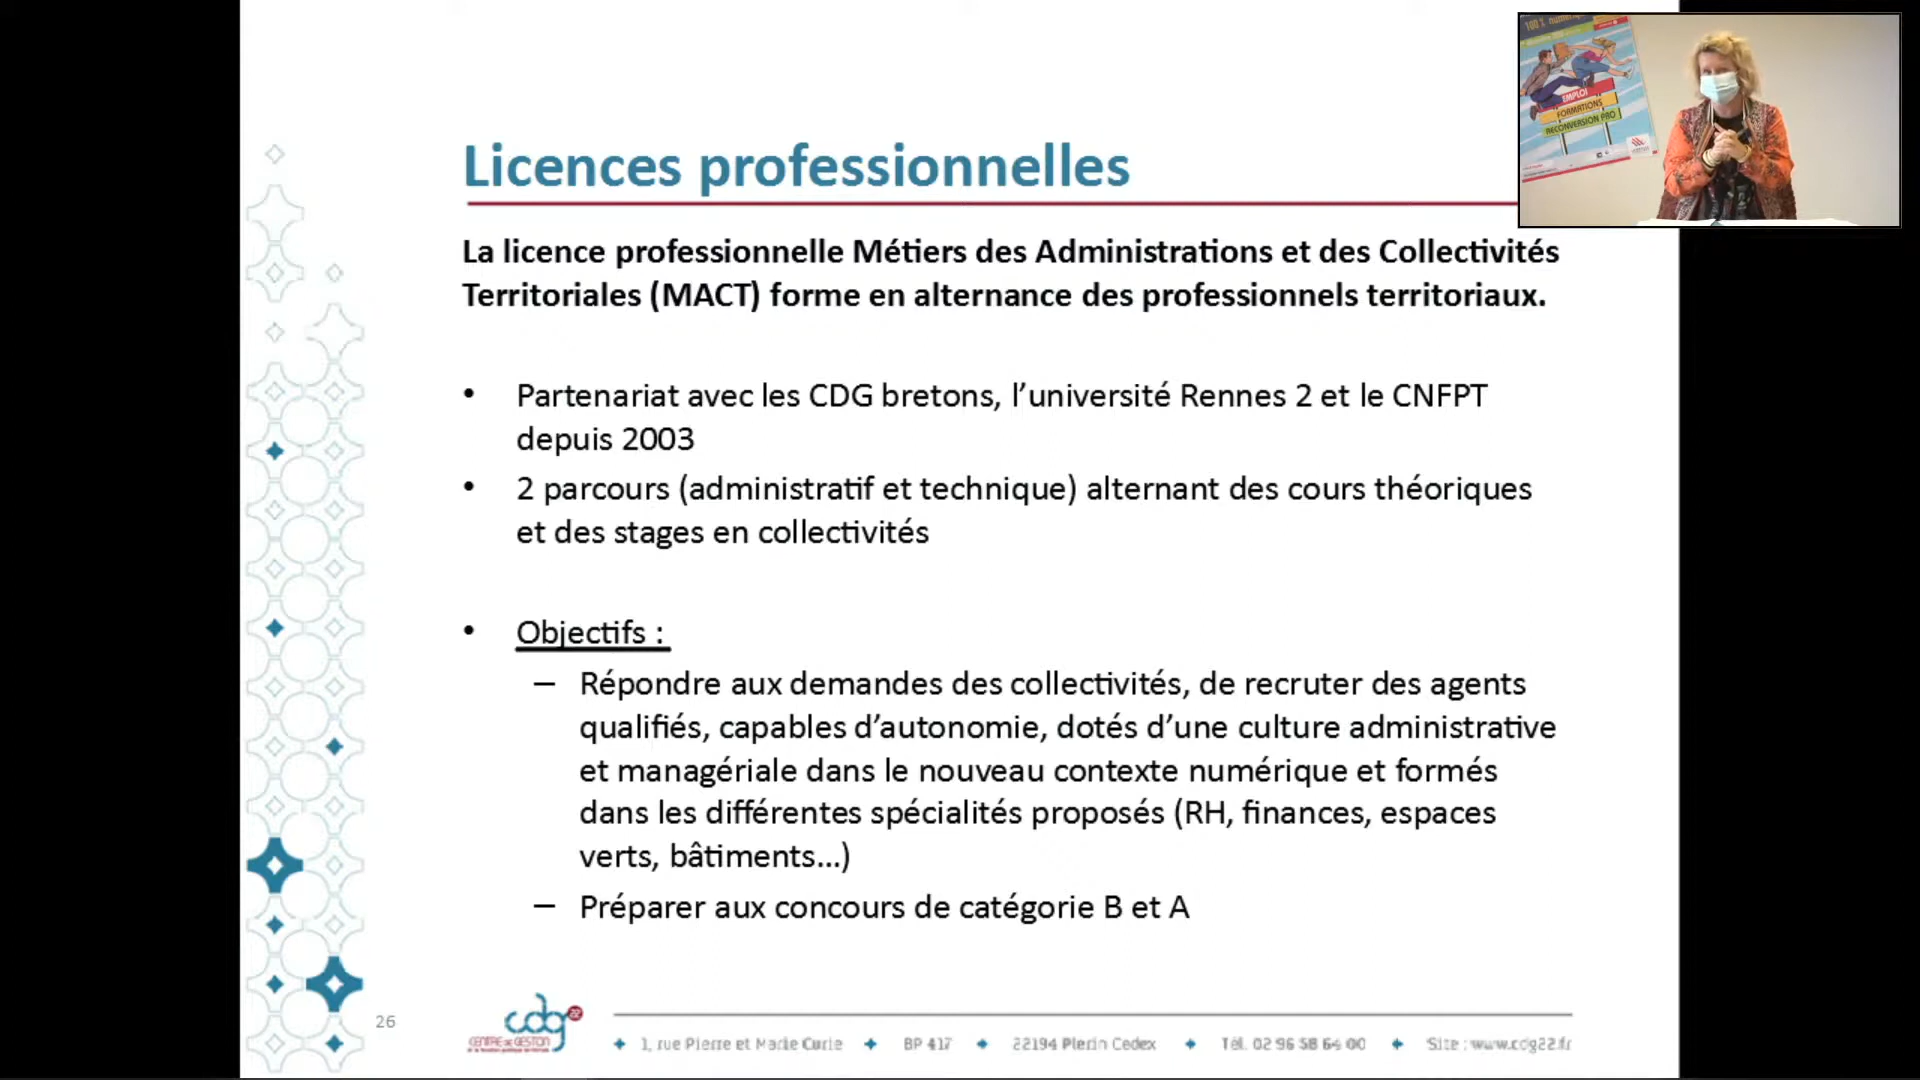 100% numérique
EMPLOI
FORMATIONS
RECONVERSION PRO
Licences professionnelles
La licence professionnelle Métiers des Administrations et des Collectivités
Territoriales (MACT) forme en alternance des professionnels territoriaux.
• Partenariat avec les CDG bretons, l’université Rennes 2 et le CNFPT
depuis 2003
• 2 parcours (administratif et technique) alternant des cours théoriques
et des stages en collectivités
• Objectifs :
– Répondre aux demandes des collectivités, de recruter des agents
qualifiés, capables d’autonomie, dotés d’une culture administrative
et managériale dans le nouveau contexte numérique et formés
dans les différentes spécialités proposés (RH, finances, espaces
verts, bâtiments...)
– Préparer aux concours de catégorie B et A
26
cdg 22
CENTRE DE GESTION
1, rue Pierre et Marie Curie BP 417 22194 Plerin Cedex Tél. 02 96 58 64 00 Site : www.cdg22.fr